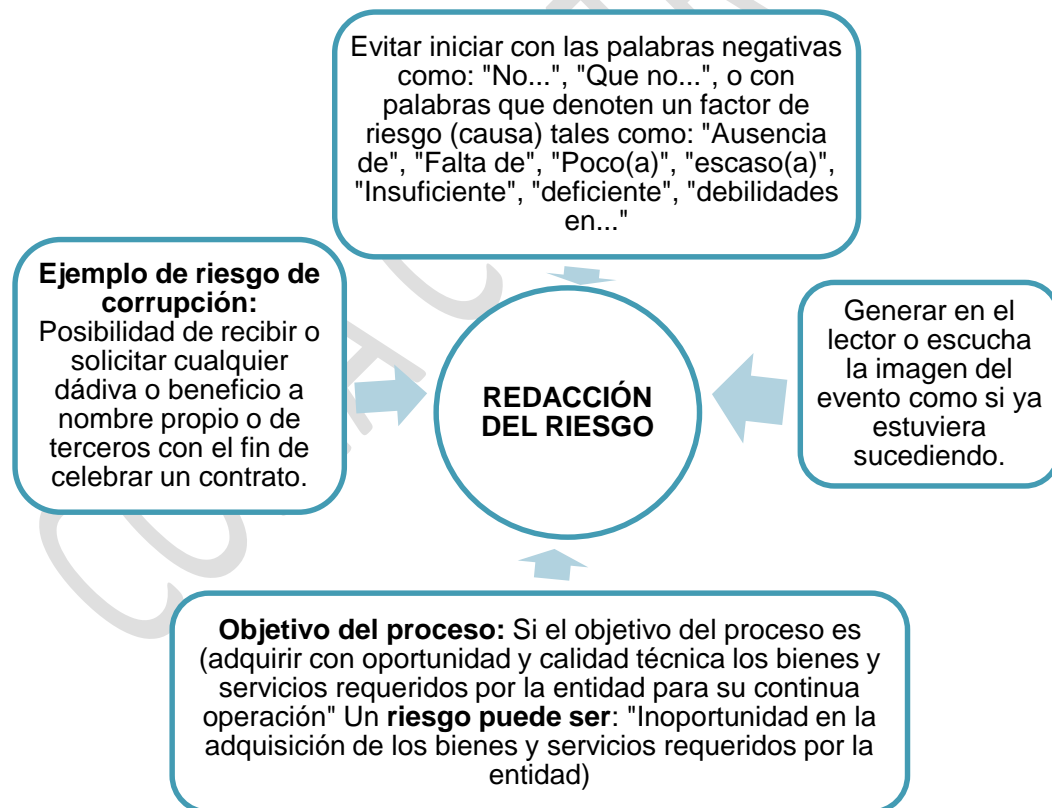 Evitar iniciar con las palabras negativas
como: "No...", "Que no...", o con
palabras que denoten un factor de
riesgo (causa) tales como: "Ausencia
de", "Falta de", "Poco(a)", "escaso(a)",
"Insuficiente", "deficiente", "debilidades
en..."
Ejemplo de riesgo de
corrupción:
Posibilidad de recibir o
solicitar cualquier
dádiva o beneficio a
nombre propio o de
terceros con el fin de
celebrar un contrato.
REDACCIÓN
DEL RIESGO
Generar en el
lector o escucha
la imagen del
evento como si ya
estuviera
sucediendo.
Objetivo del proceso: Si el objetivo del proceso es
(adquirir con oportunidad y calidad técnica los bienes y
servicios requeridos por la entidad para su continua
operación" Un riesgo puede ser: "Inoportunidad en la
adquisición de los bienes y servicios requeridos por la
entidad)